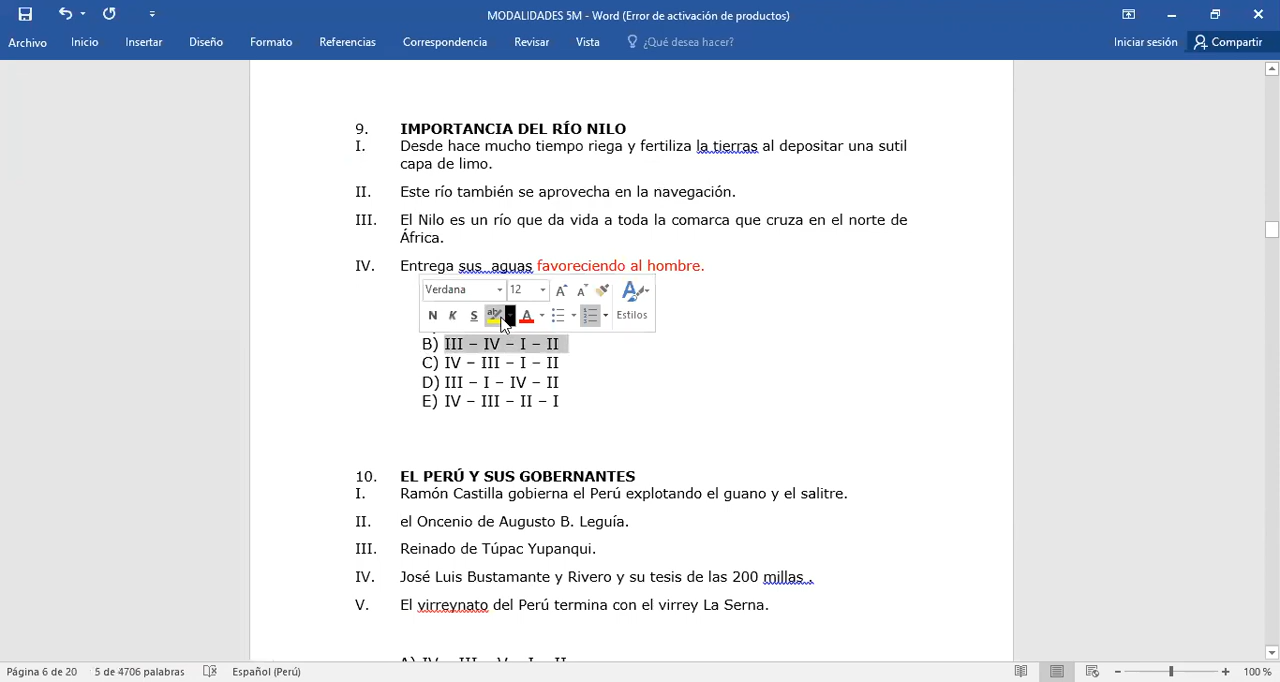 MODALIDADES 5M - Word (Error de activación de productos)
Archivo Inicio Insertar Diseño Formato Referencias Correspondencia Revisar Vista ¿Qué desea hacer? Iniciar sesión Compartir
9. IMPORTANCIA DEL RÍO NILO
I. Desde hace mucho tiempo riega y fertiliza la tierras al depositar una sutil
capa de limo.
II. Este río también se aprovecha en la navegación.
III. El Nilo es un río que da vida a toda la comarca que cruza en el norte de
África.
IV. Entrega sus aguas favoreciendo al hombre.
Verdana 12
N K S ab A Estilos
B) III – IV – I – II
C) IV – III – I – II
D) III – I – IV – II
E) IV – III – II – I
10. EL PERÚ Y SUS GOBERNANTES
I. Ramón Castilla gobierna el Perú explotando el guano y el salitre.
II. el Oncenio de Augusto B. Leguía.
III. Reinado de Túpac Yupanqui.
IV. José Luis Bustamante y Rivero y su tesis de las 200 millas .
V. El virreynato del Perú termina con el virrey La Serna.
A) IV – III – V – I – II
Página 6 de 20 5 de 4706 palabras Español (Perú) 100 %